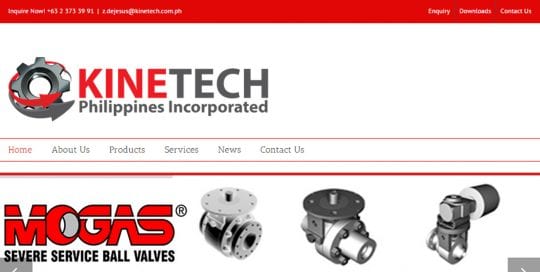 Inquire Now! +63 2 373 39 91 | z.dejesus@kinetech.com.ph
Enquiry Downloads Contact Us
KINETECH
Philippines Incorporated
Home About Us Products Services News Contact Us
MOGAS®
SEVERE SERVICE BALL VALVES